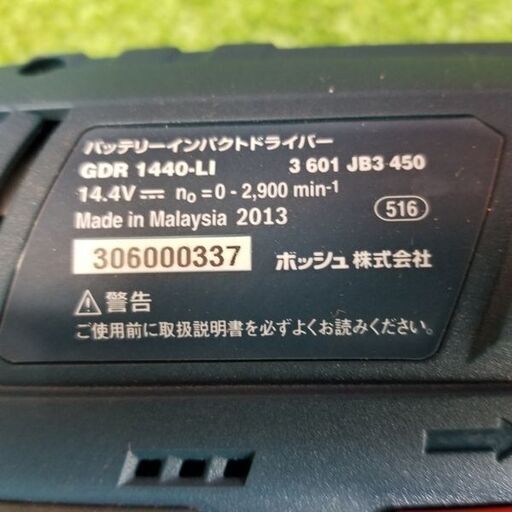 バッテリーインパクトドライバー
GDR 1440-LI 3 601 JB3 450
14.4V⎓ n₀ = 0 - 2,900 min⁻¹
Made in Malaysia 2013 516
306000337 ボッシュ株式会社
⚠警告
ご使用前に取扱説明書を必ずよくお読みください。